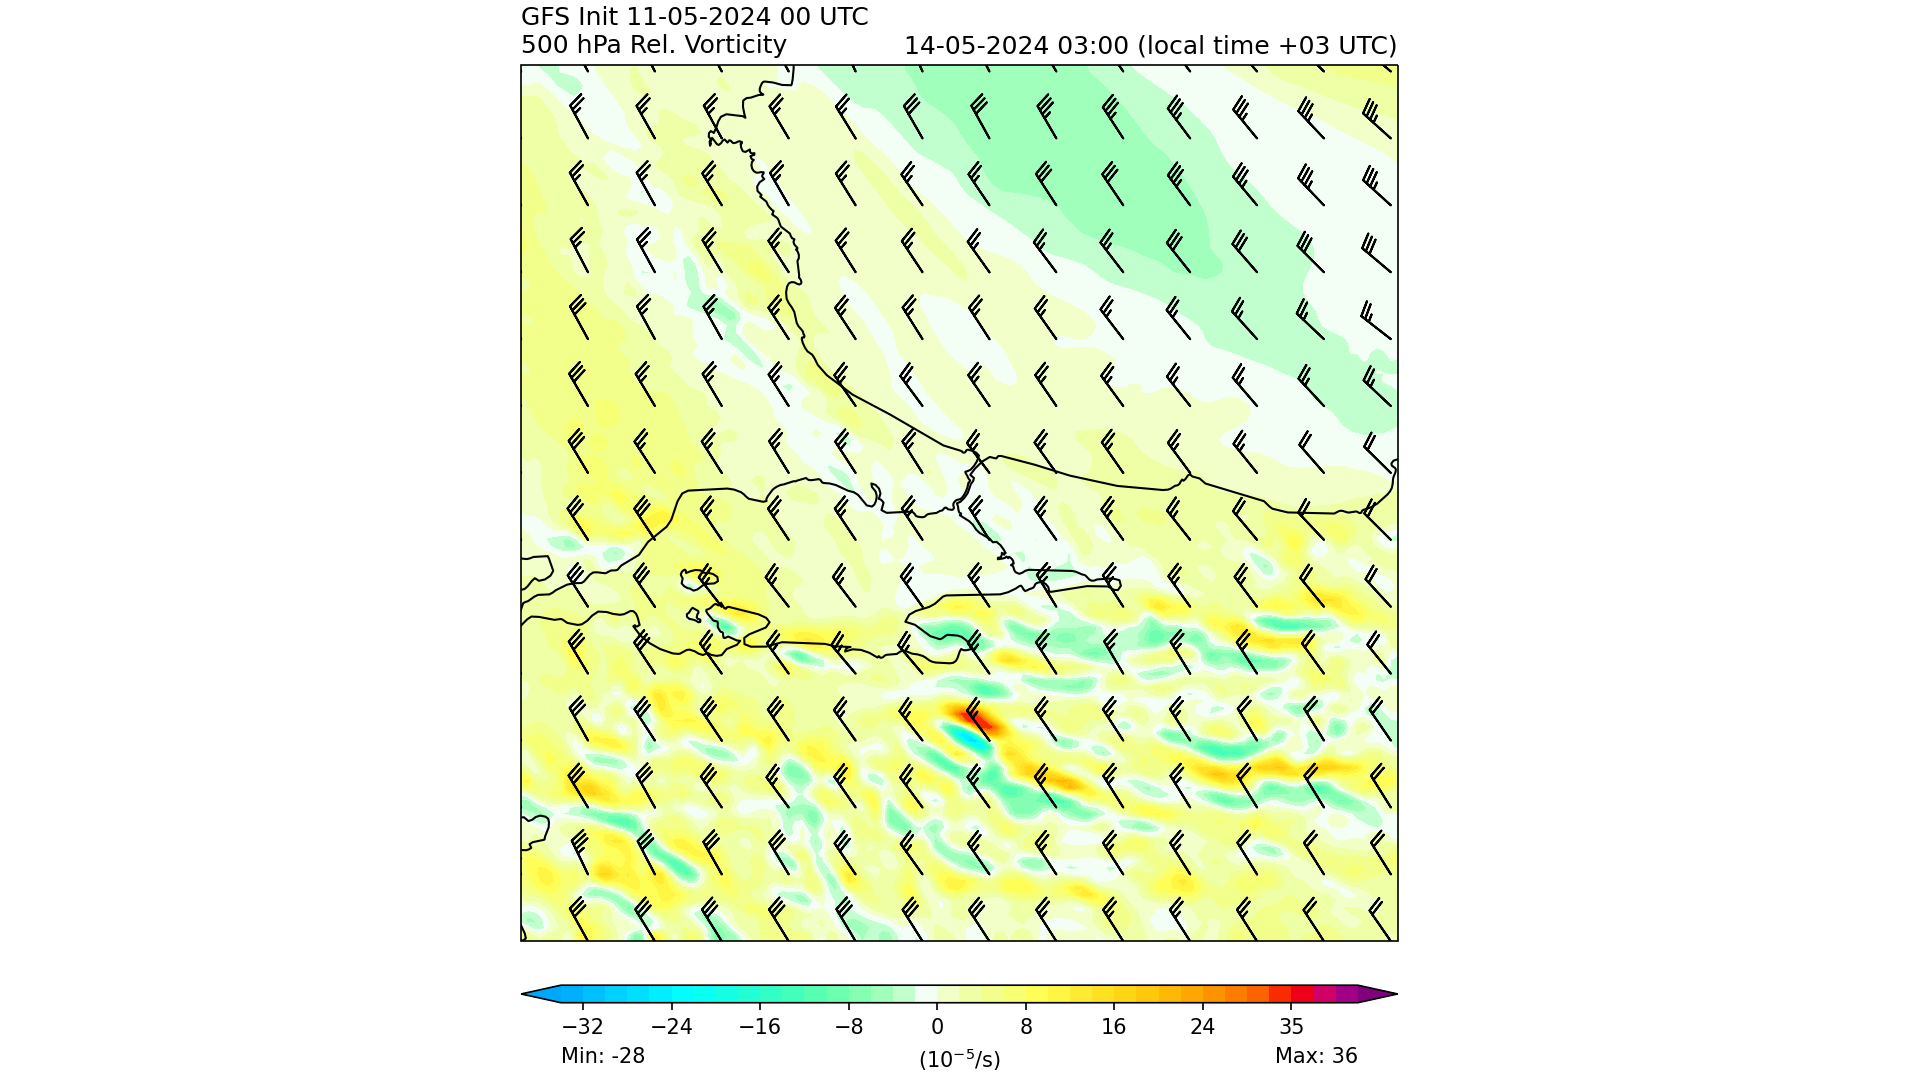 GFS Init 11-05-2024 00 UTC
500 hPa Rel. Vorticity
14-05-2024 03:00 (local time +03 UTC)
−32 −24 −16 −8 0 8 16 24 35
Min: -28
(10⁻⁵/s)
Max: 36